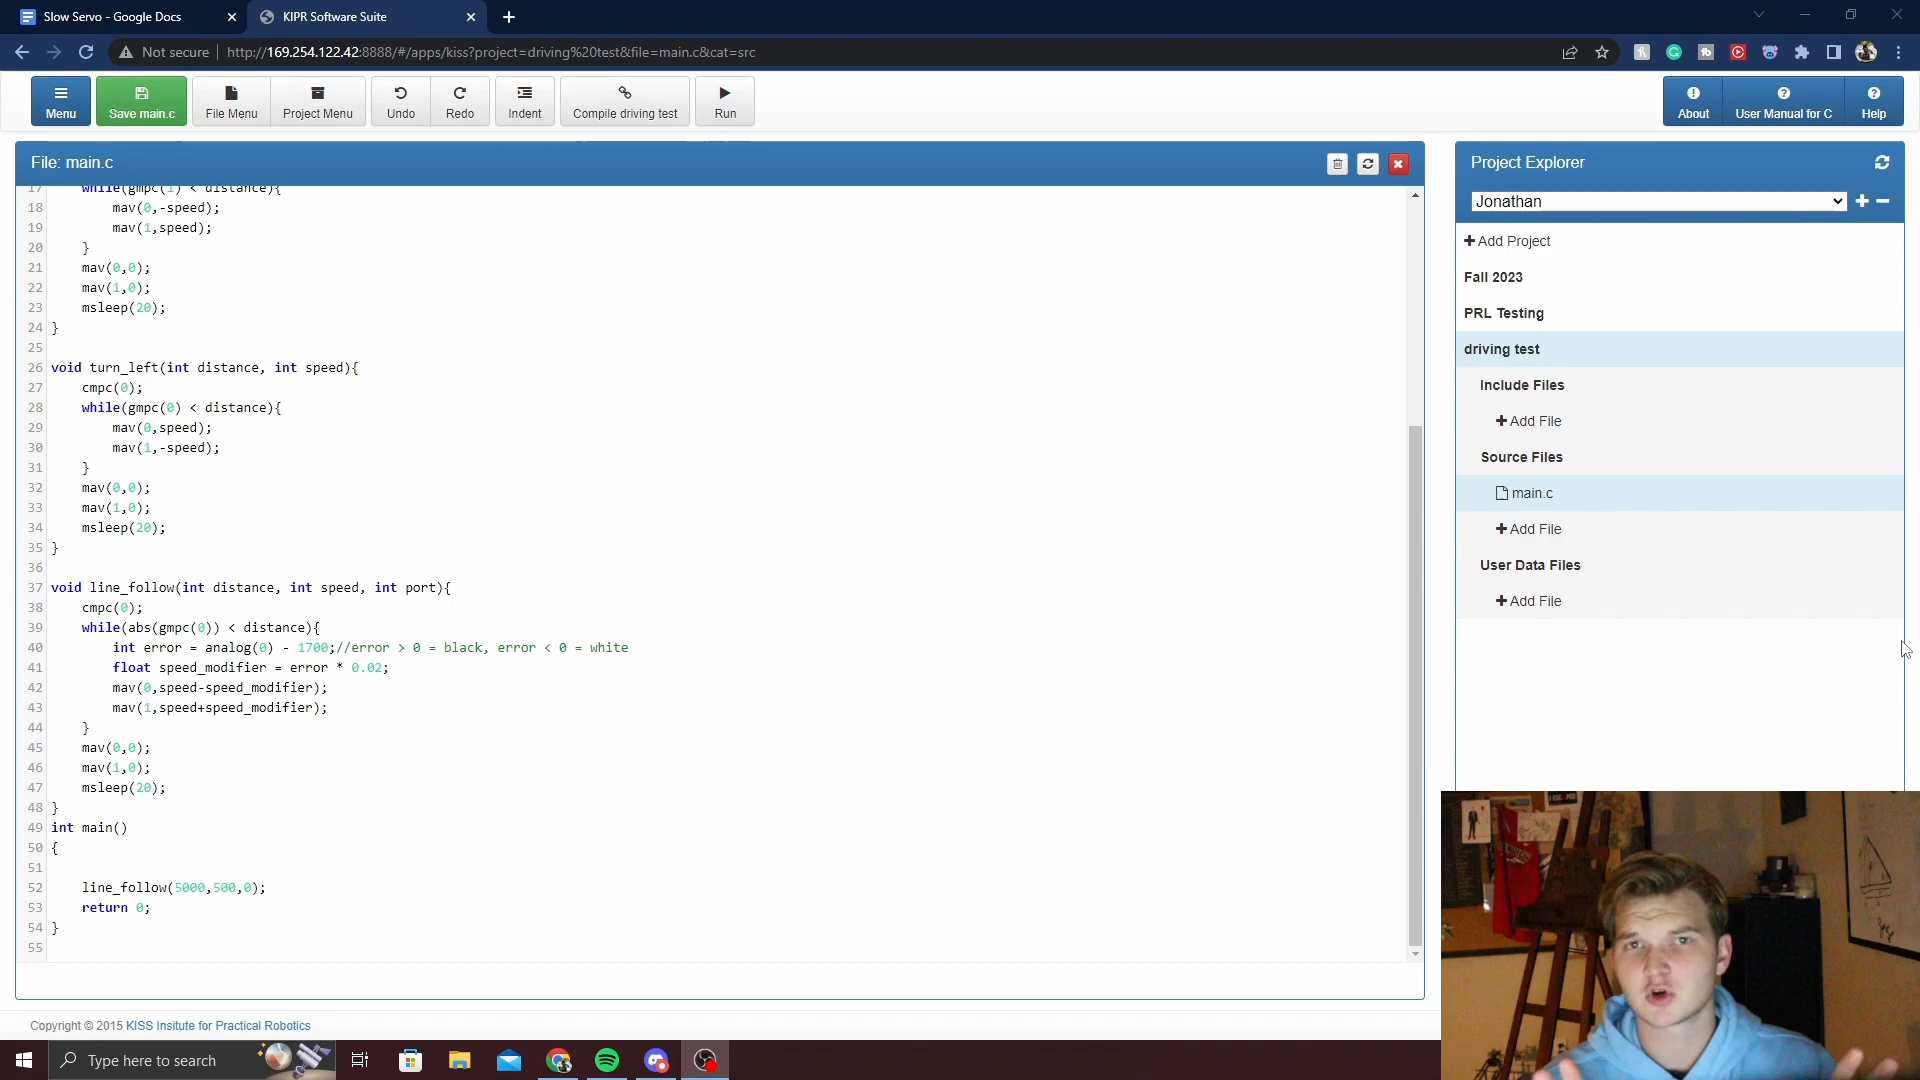 Slow Servo - Google Docs
KIPR Software Suite
Not secure http://169.254.122.42:8888/#/apps/kiss?project=driving%20test&file=main.c&cat=src
Menu
Save main.c
File Menu
Project Menu
Undo
Redo
Indent
Compile driving test
Run
About
User Manual for C
Help
File: main.c
17 while(gmpc(1) < distance){
18 mav(0,-speed);
19 mav(1,speed);
20 }
21 mav(0,0);
22 mav(1,0);
23 msleep(20);
24 }
25
26 void turn_left(int distance, int speed){
27 cmpc(0);
28 while(gmpc(0) < distance){
29 mav(0,speed);
30 mav(1,-speed);
31 }
32 mav(0,0);
33 mav(1,0);
34 msleep(20);
35 }
36
37 void line_follow(int distance, int speed, int port){
38 cmpc(0);
39 while(abs(gmpc(0)) < distance){
40 int error = analog(0) - 1700;//error > 0 = black, error < 0 = white
41 float speed_modifier = error * 0.02;
42 mav(0,speed-speed_modifier);
43 mav(1,speed+speed_modifier);
44 }
45 mav(0,0);
46 mav(1,0);
47 msleep(20);
48 }
49 int main()
50 {
51
52 line_follow(5000,500,0);
53 return 0;
54 }
55
Project Explorer
Jonathan
Add Project
Fall 2023
PRL Testing
driving test
Include Files
Add File
Source Files
main.c
Add File
User Data Files
Add File
Copyright © 2015 KISS Insitute for Practical Robotics
Type here to search